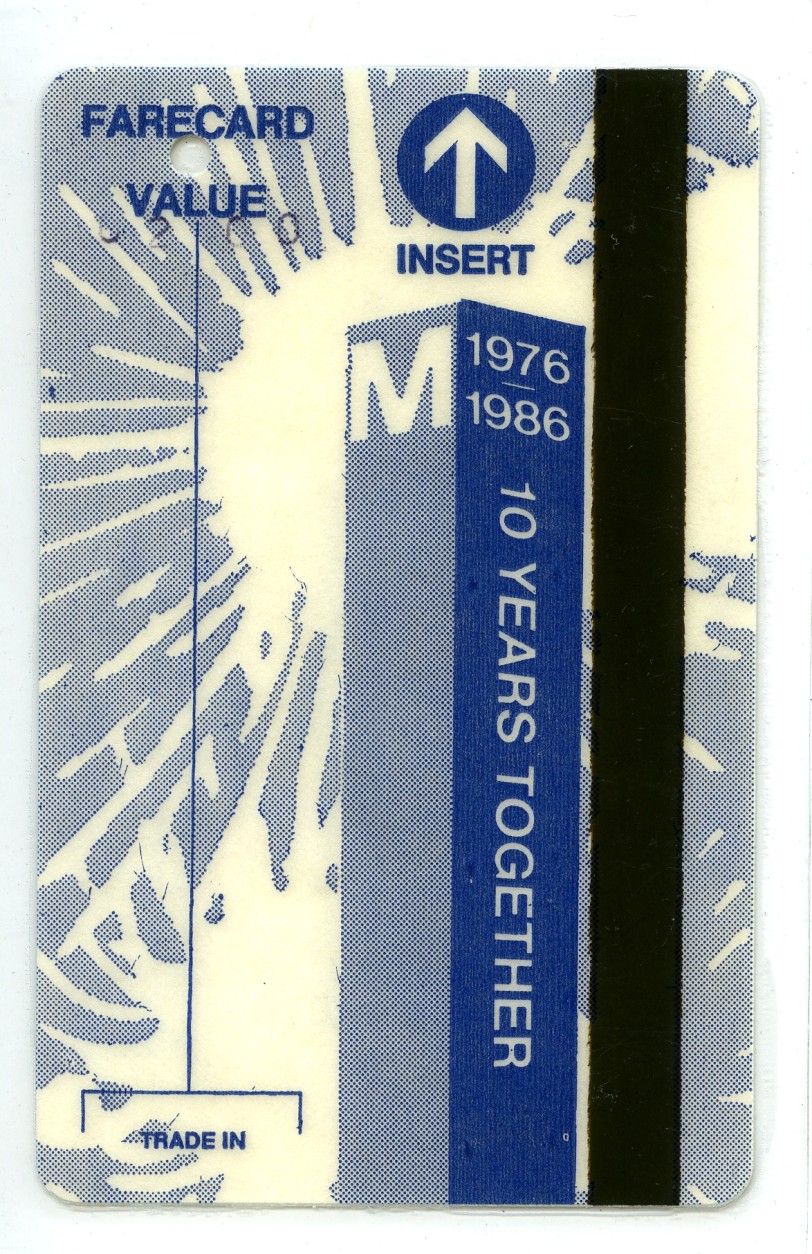 FARECARD
VALUE
INSERT
M
1976
1986
10 YEARS TOGETHER
TRADE IN